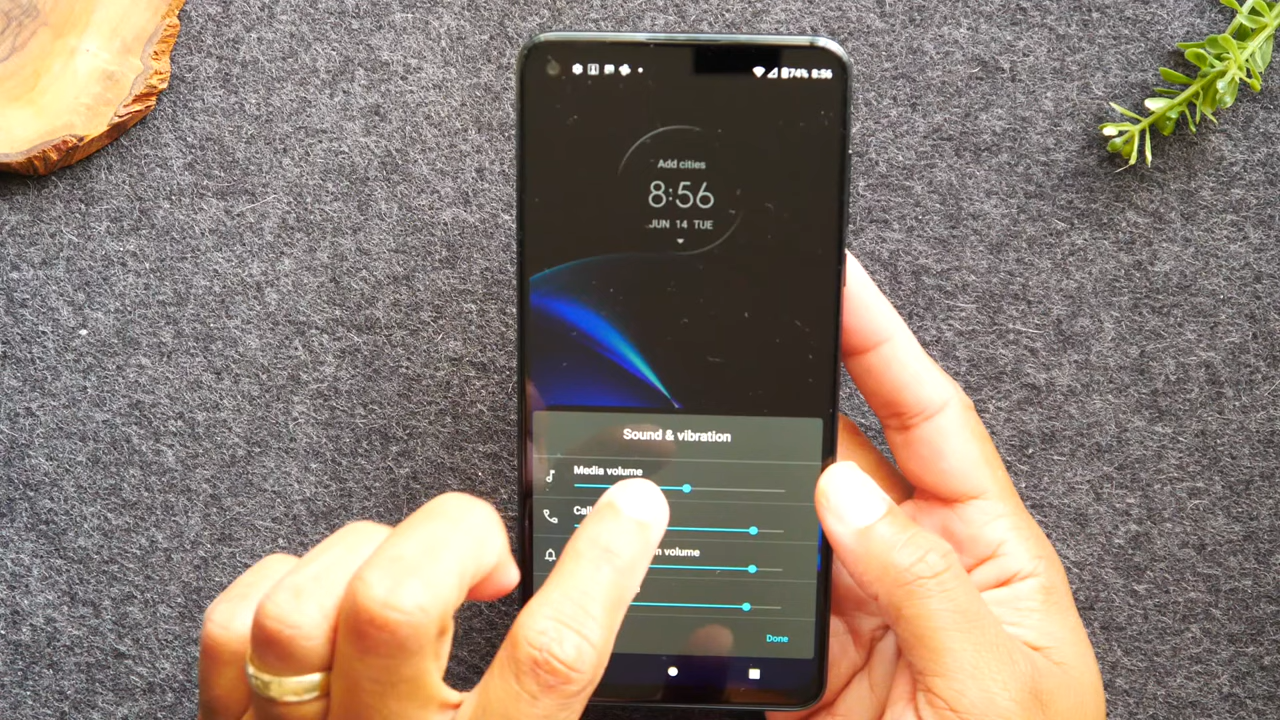 74% 8:56
Add cities
8:56
JUN 14 TUE
Sound & vibration
Media volume
Call
volume
Done